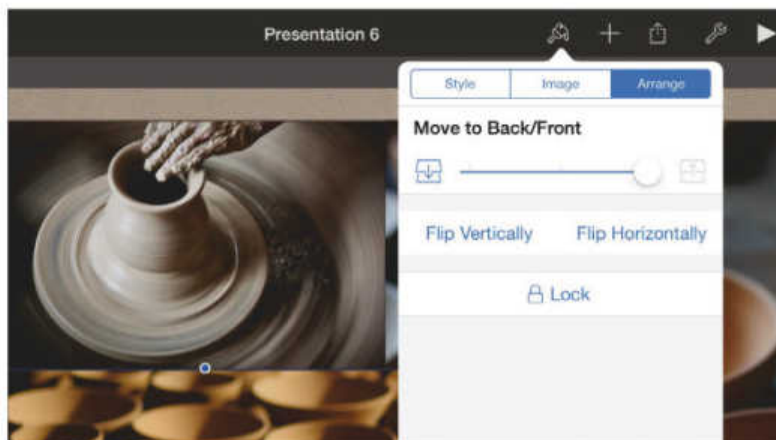 Presentation 6
Style Image Arrange
Move to Back/Front
Flip Vertically Flip Horizontally
Lock